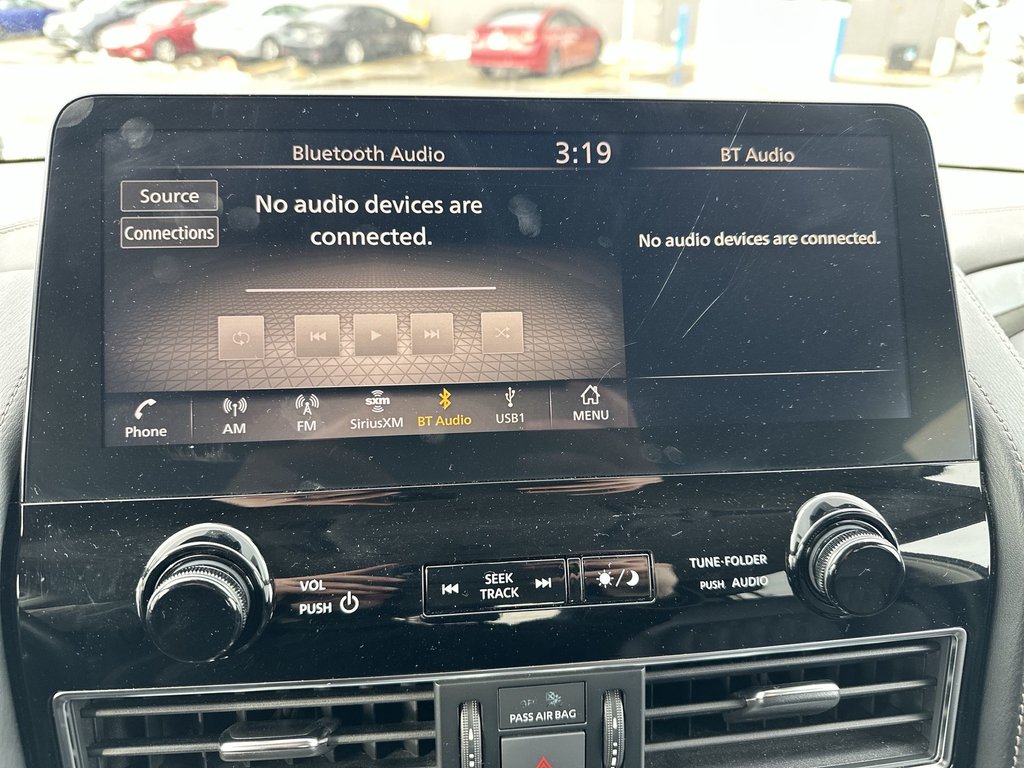 Bluetooth Audio
3:19
BT Audio
Source
Connections
No audio devices are
connected.
No audio devices are connected.
Phone
AM
FM
sxm
SiriusXM
BT Audio
USB1
MENU
VOL
PUSH
SEEK
TRACK
TUNE·FOLDER
PUSH AUDIO
PASS AIR BAG